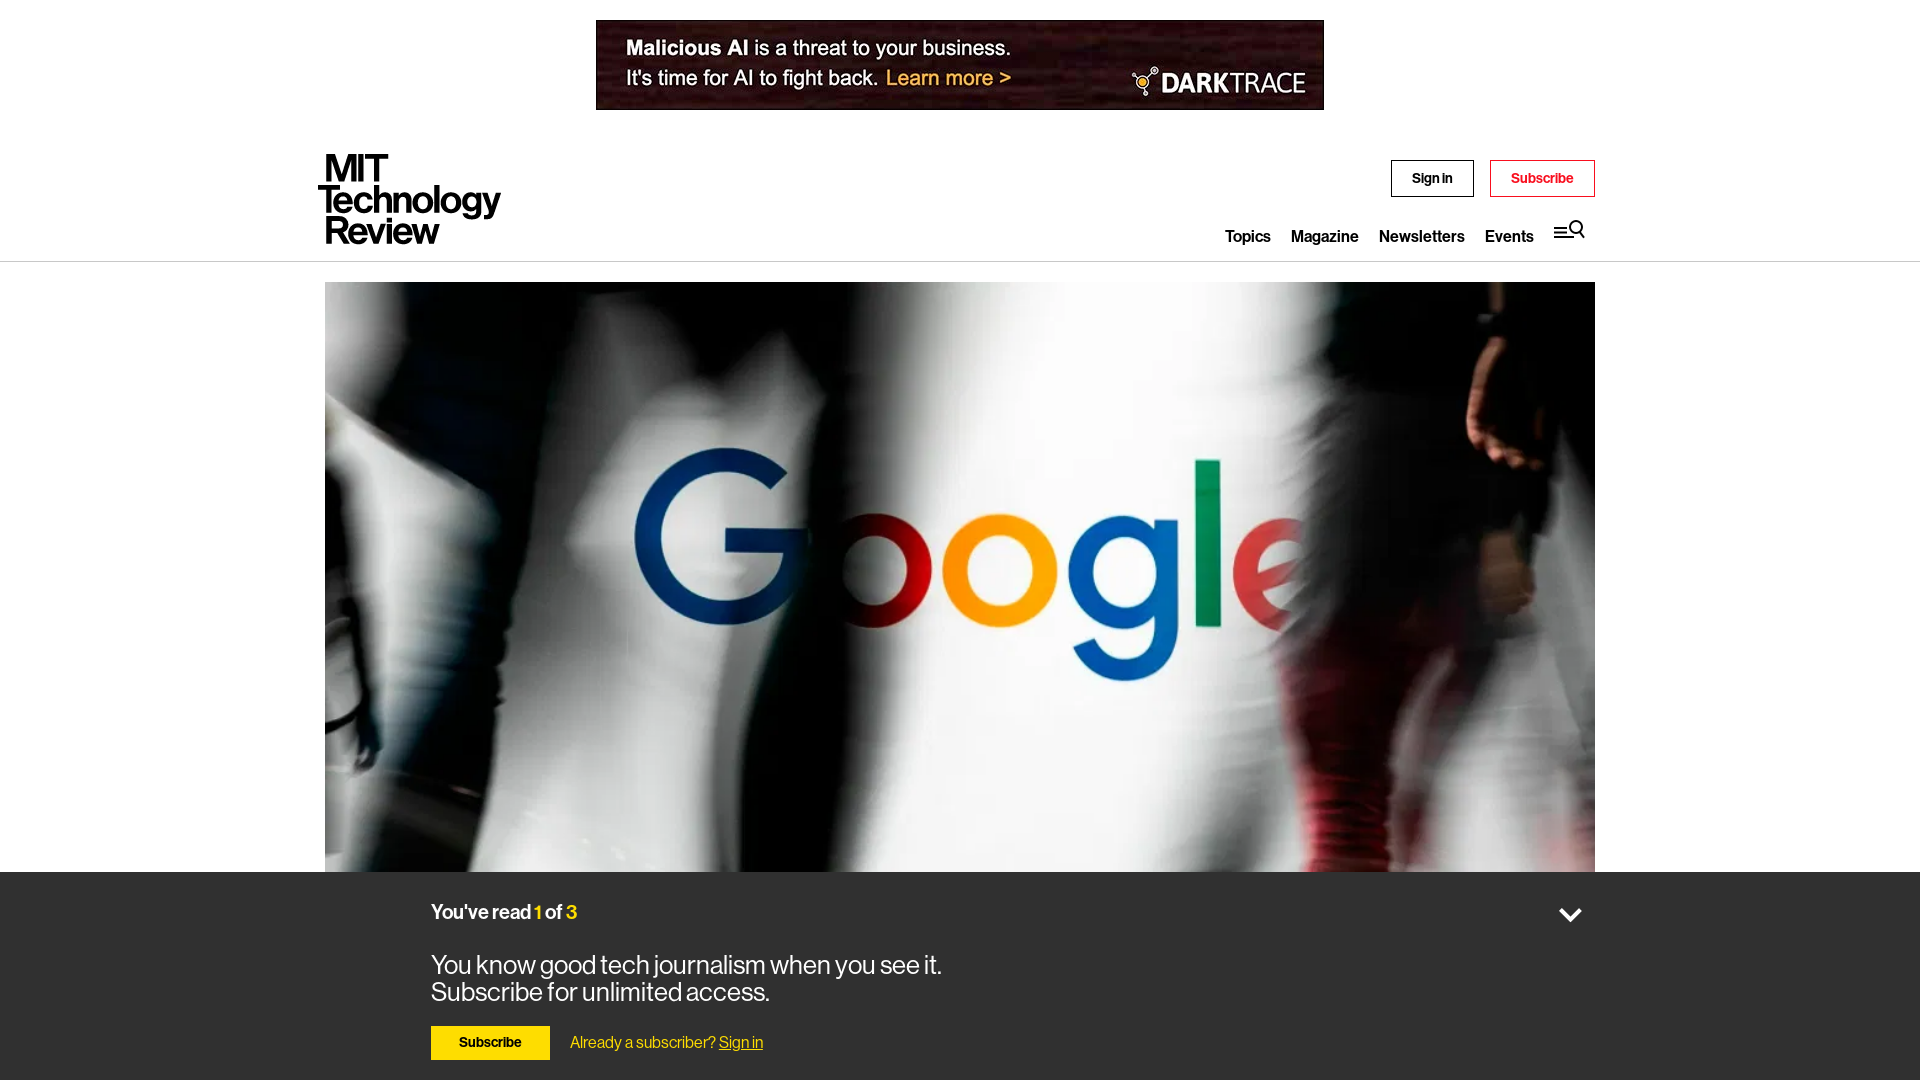 Malicious AI is a threat to your business.
It's time for AI to fight back. Learn more >
DARKTRACE
MIT
Technology
Review
Sign in
Subscribe
Topics
Magazine
Newsletters
Events
Google
You've read 1 of 3
You know good tech journalism when you see it.
Subscribe for unlimited access.
Subscribe
Already a subscriber? Sign in